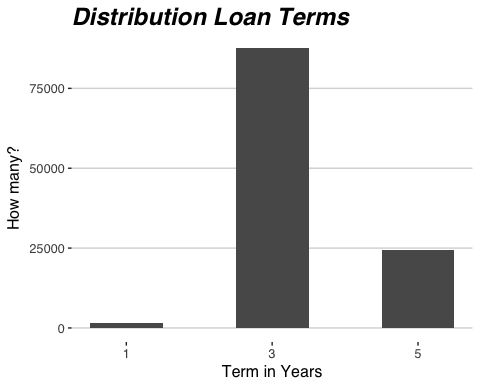 Distribution Loan Terms
75000
50000
25000
0
How many?
1 3 5
Term in Years